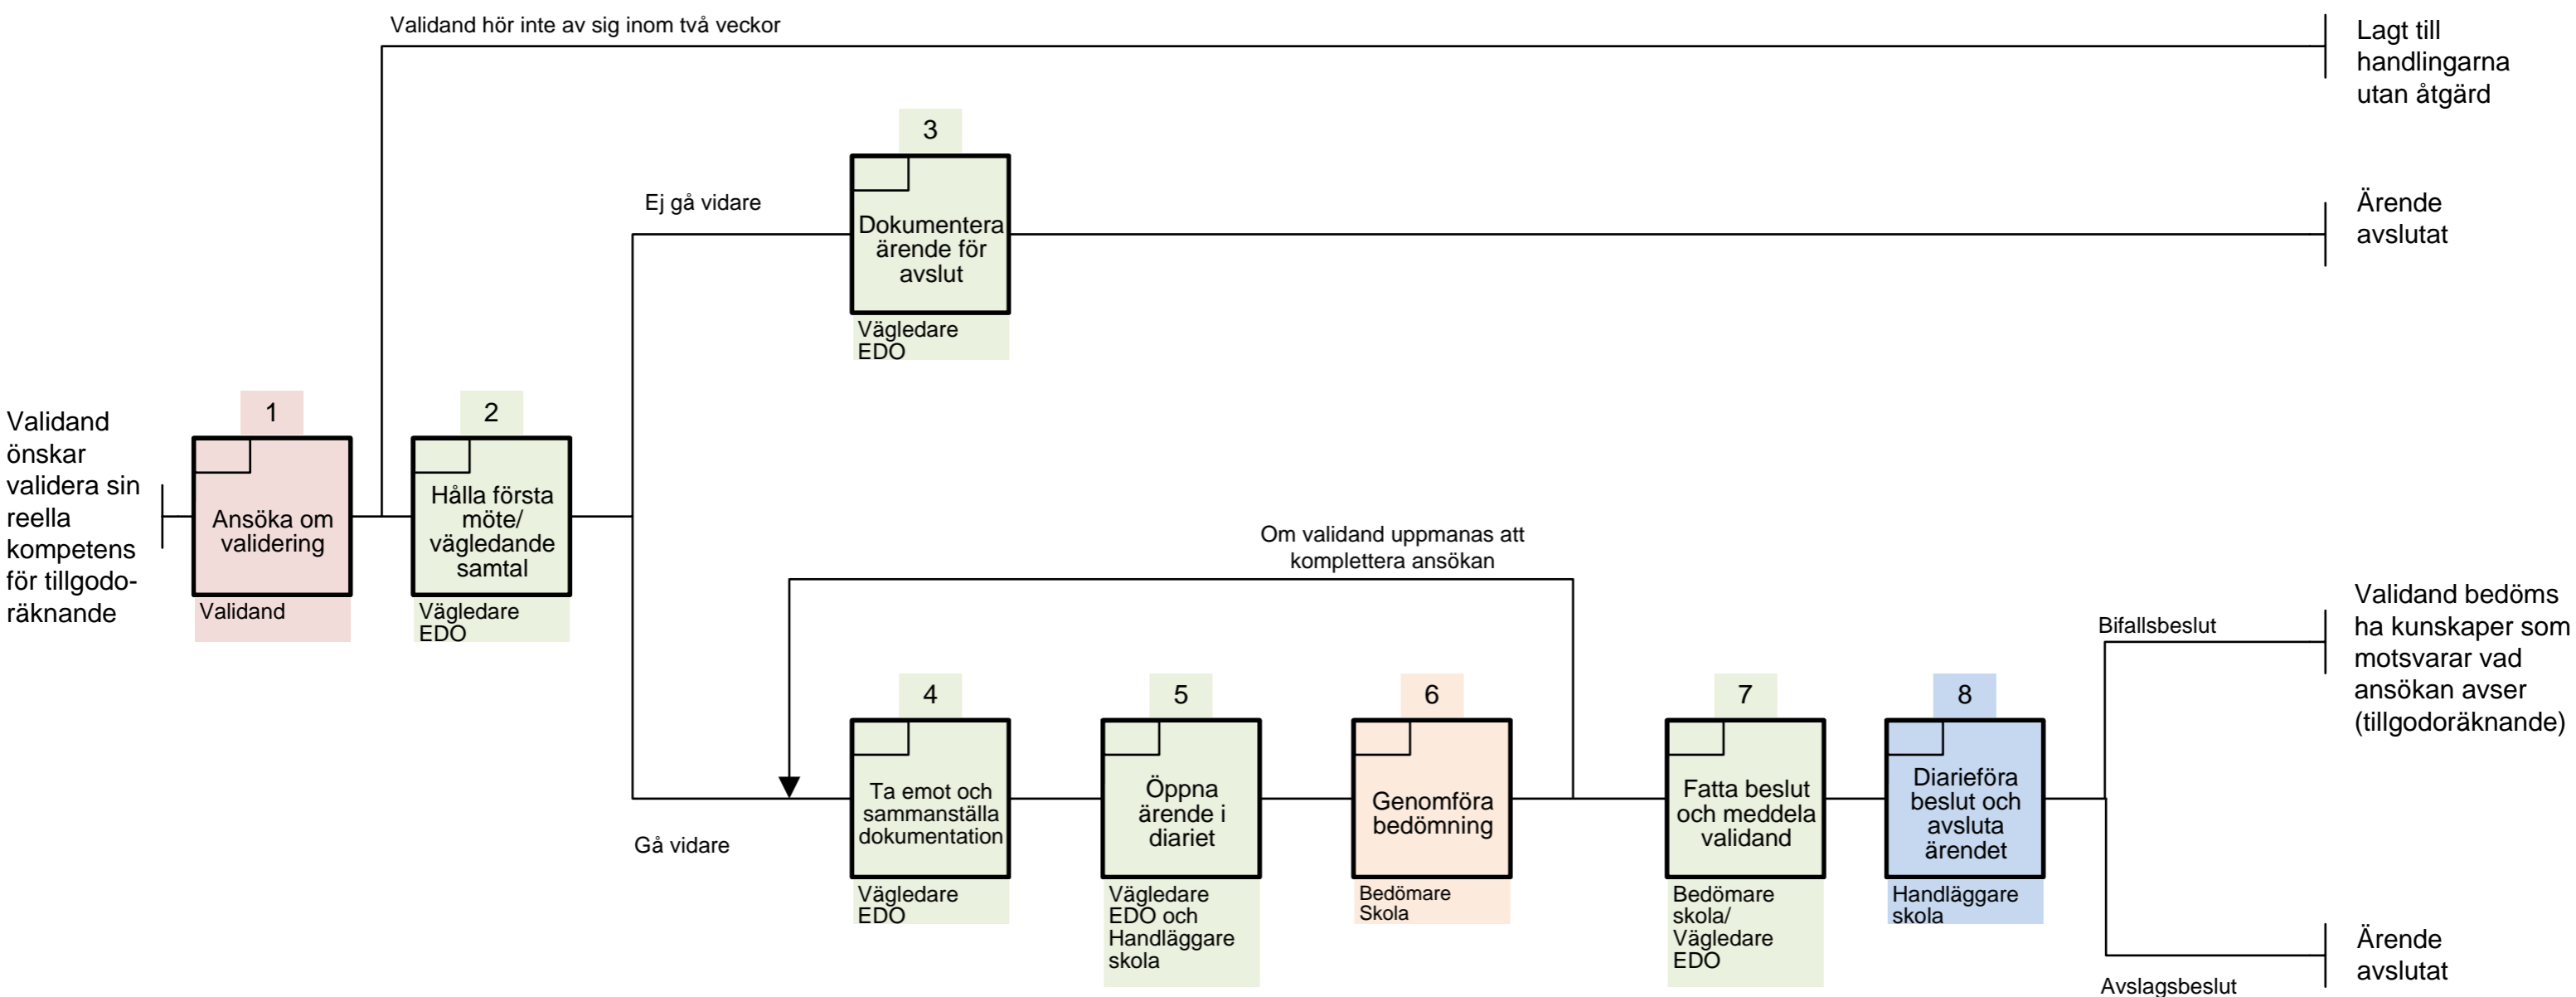 Validand hör inte av sig inom två veckor
Lagt till
handlingarna
utan åtgärd
3
Dokumentera
ärende för
avslut
Vägledare
EDO
Ej gå vidare
Ärende
avslutat
Validand
önskar
validera sin
reella
kompetens
för tillgodo-
räknande
1
Ansöka om
validering
Validand
2
Hålla första
möte/
vägledande
samtal
Vägledare
EDO
Om validand uppmanas att
komplettera ansökan
Gå vidare
4
Ta emot och
sammanställa
dokumentation
Vägledare
EDO
5
Öppna
ärende i
diariet
Vägledare
EDO och
Handläggare
skola
6
Genomföra
bedömning
Bedömare
Skola
7
Fatta beslut
och meddela
validand
Bedömare
skola/
Vägledare
EDO
8
Diarieföra
beslut och
avsluta
ärendet
Handläggare
skola
Bifallsbeslut
Validand bedöms
ha kunskaper som
motsvarar vad
ansökan avser
(tillgodoräknande)
Avslagsbeslut
Ärende
avslutat